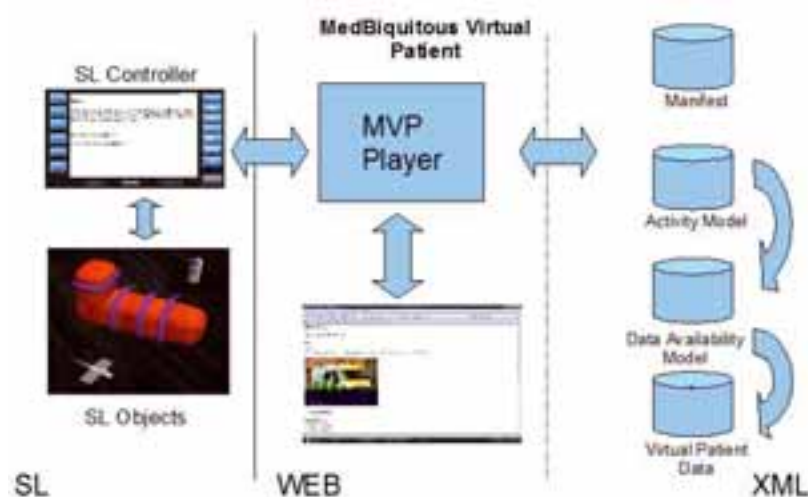 MedBiquitous Virtual
Patient
SL Controller
MVP
Player
Manifest
Activity Model
Data Availability
Model
SL Objects
Virtual Patient
Data
SL
WEB
XML